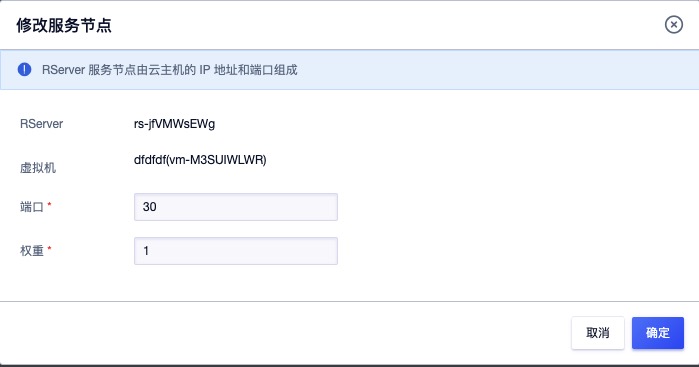 修改服务节点
RServer 服务节点由云主机的 IP 地址和端口组成
RServer rs-jfVMWsEWg
虚拟机 dfdfdf(vm-M3SUIWLWR)
端口 * 30
权重 * 1
取消 确定